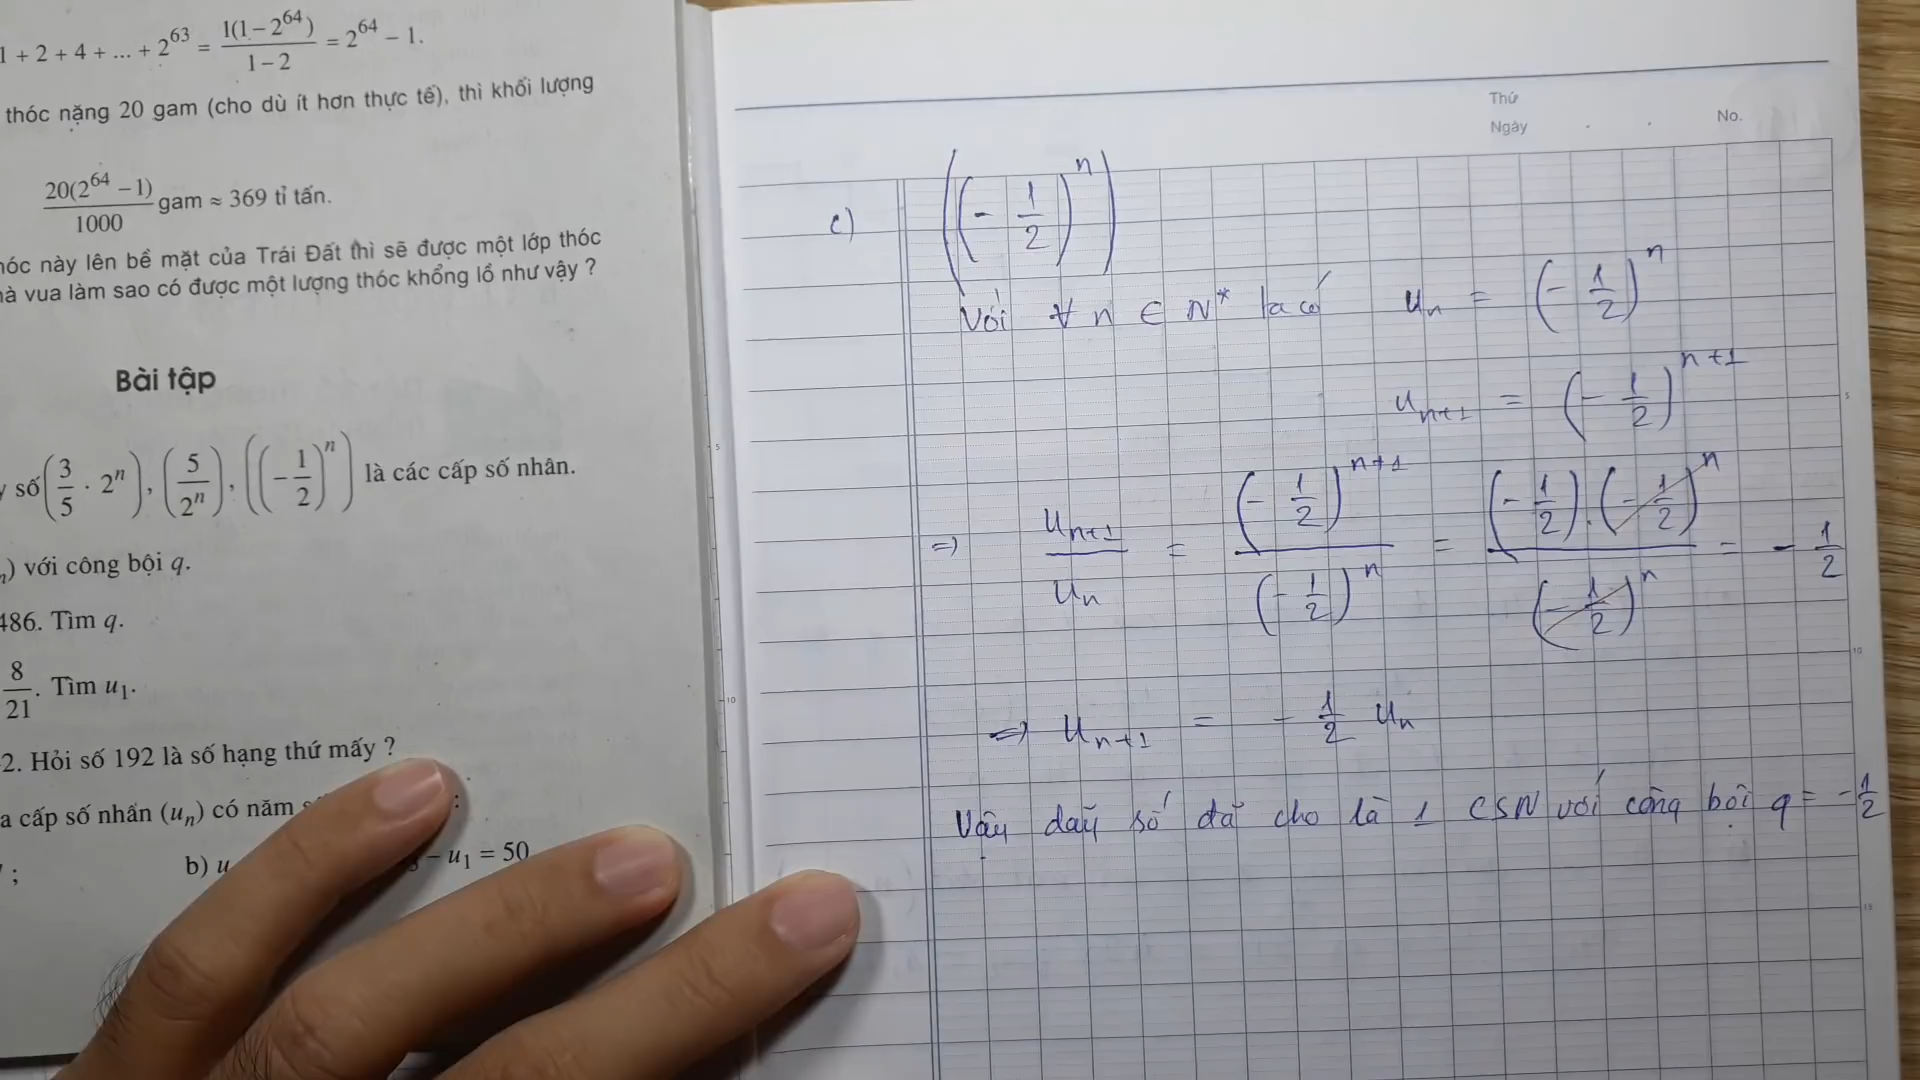 1 + 2 + 4 + ... + 2^63 = 1(1 − 2^64) / (1 − 2) = 2^64 − 1.
thóc nặng 20 gam (cho dù ít hơn thực tế), thì khối lượng
20(2^64 − 1) / 1000 gam ≈ 369 tỉ tấn.
này lên bề mặt của Trái Đất thì sẽ được một lớp thóc
vua làm sao có được một lượng thóc khổng lồ như vậy ?
Bài tập
số (3/5 · 2^n), (5/2^n), ((−1/2)^n) là các cấp số nhân.
) với công bội q.
486. Tìm q.
8/21. Tìm u₁.
2. Hỏi số 192 là số hạng thứ mấy ?
cấp số nhân (uₙ) có năm :
; b) u − u₁ = 50
Thứ
Ngày . . No.
c) ((−1/2)^n)
Với ∀ n ∈ N* ta có uₙ = (−1/2)^n
uₙ₊₁ = (−1/2)^(n+1)
=> uₙ₊₁ / uₙ = (−1/2)^(n+1) / (−1/2)^n = (−1/2) . (−1/2)^n / (−1/2)^n = −1/2
=> uₙ₊₁ = −1/2 uₙ
Vậy dãy số đã cho là 1 CSN với công bội q = −1/2
5
10
5
10
15